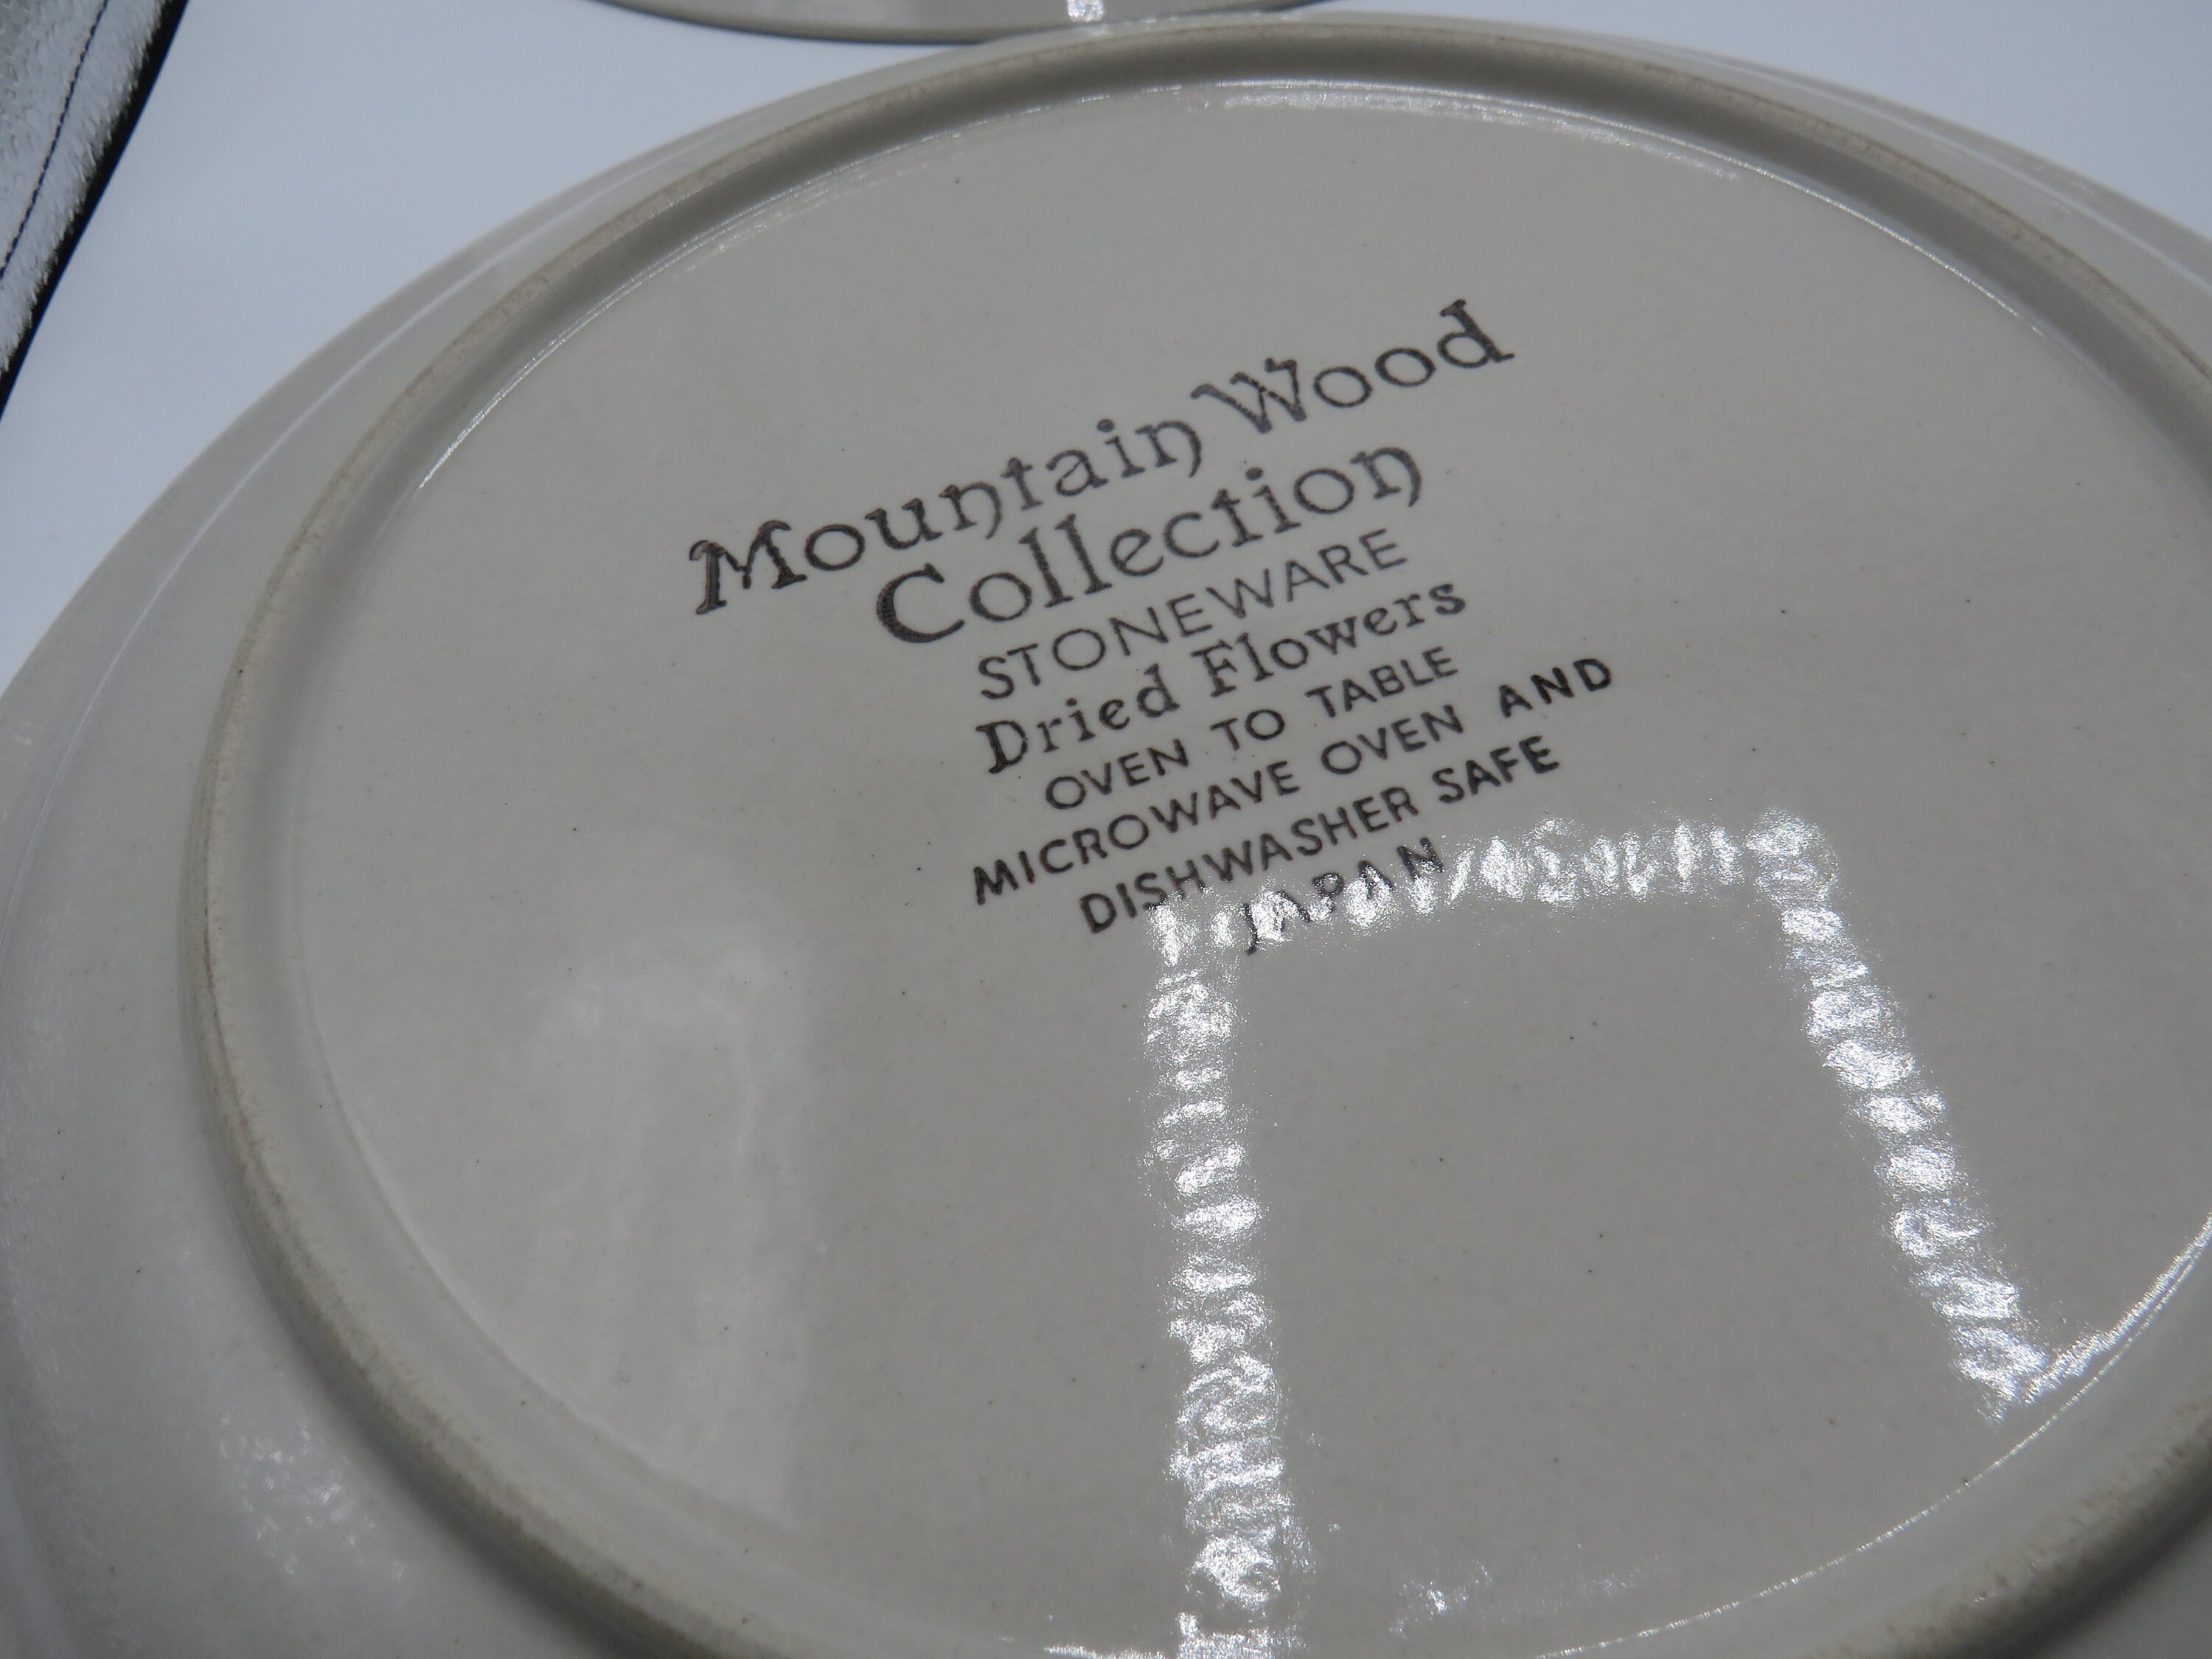 Mountain Wood
Collection
STONEWARE
Dried Flowers
OVEN TO TABLE
MICROWAVE OVEN AND
DISHWASHER SAFE
JAPAN